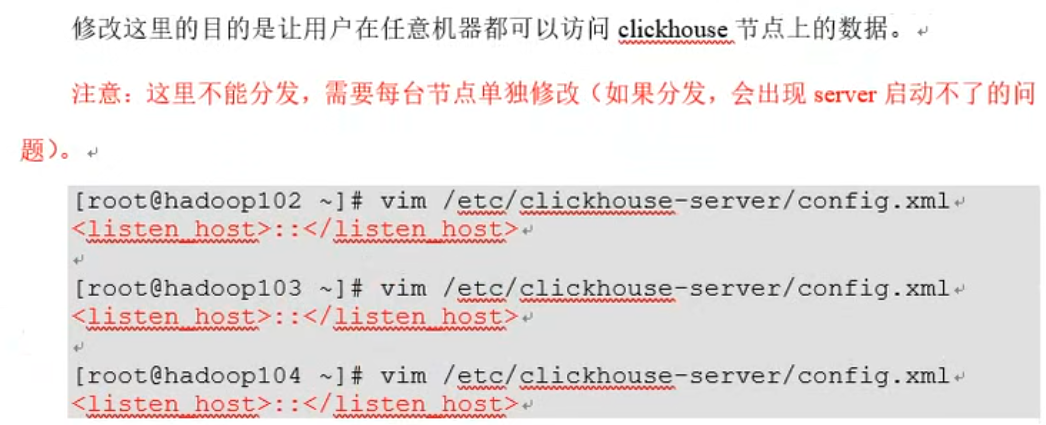 修改这里的目的是让用户在任意机器都可以访问 clickhouse 节点上的数据。
注意：这里不能分发，需要每台节点单独修改（如果分发，会出现 server 启动不了的问
题）。
[root@hadoop102 ~]# vim /etc/clickhouse-server/config.xml
<listen_host>::</listen_host>
[root@hadoop103 ~]# vim /etc/clickhouse-server/config.xml
<listen_host>::</listen_host>
[root@hadoop104 ~]# vim /etc/clickhouse-server/config.xml
<listen_host>::</listen_host>